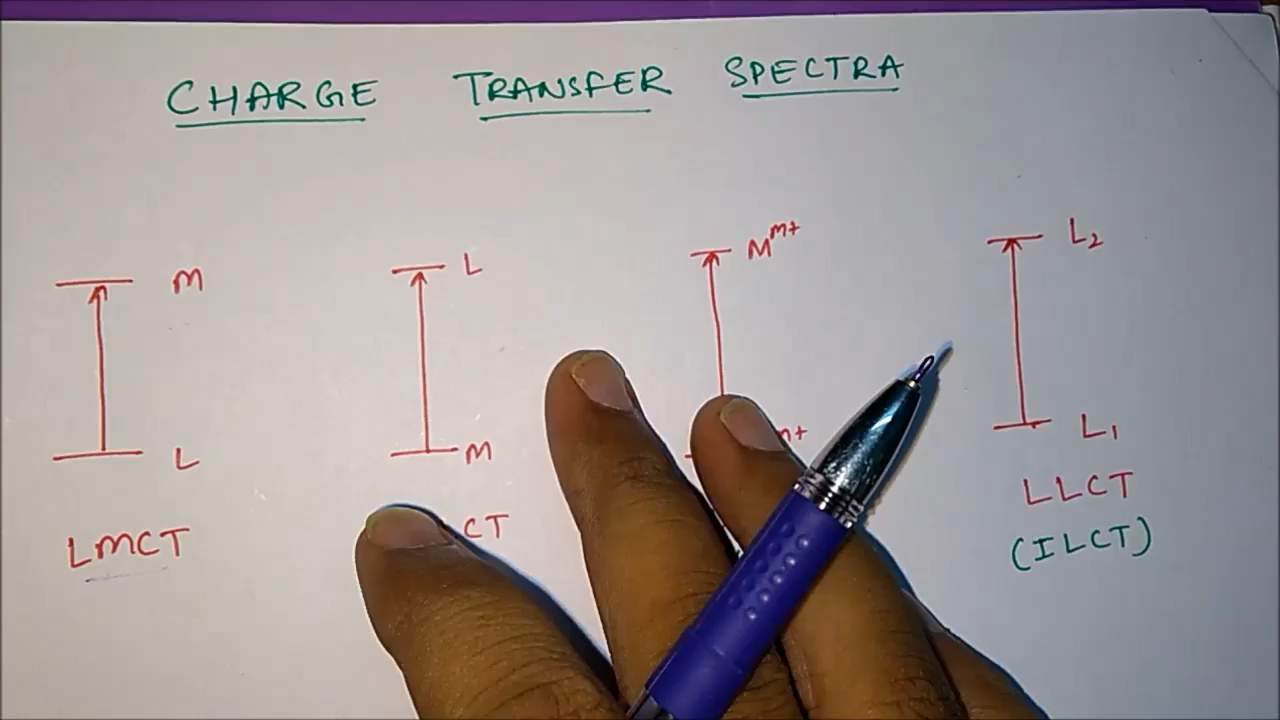 CHARGE TRANSFER SPECTRA
M
L
LMCT
L
M
CT
M^m+
L2
L1
LLCT
(ILCT)